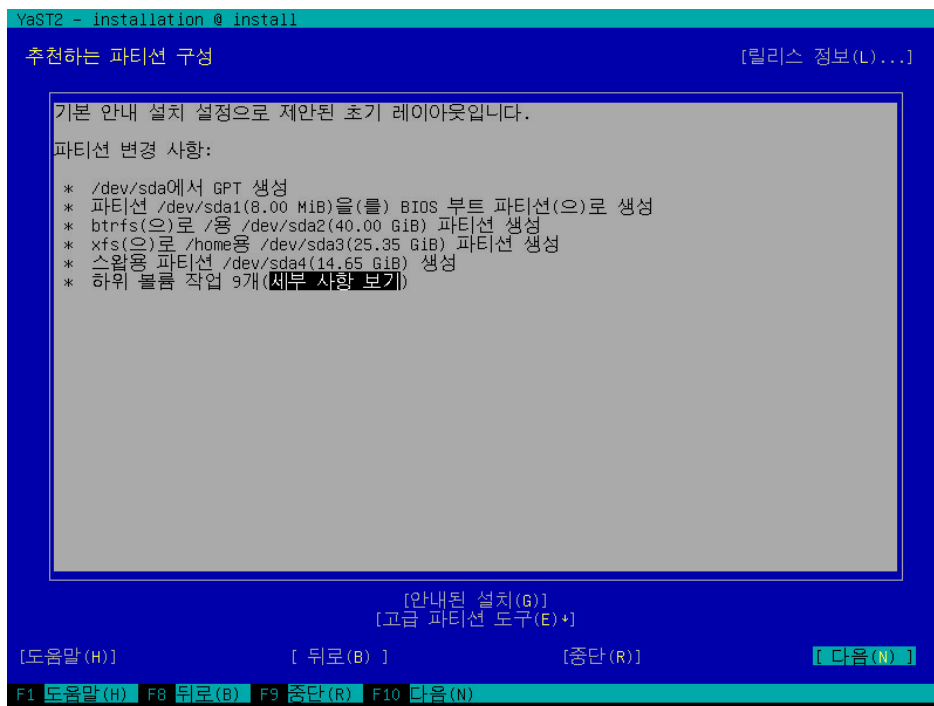 YaST2 - installation @ install
추천하는 파티션 구성 [릴리스 정보(L)...]
기본 안내 설치 설정으로 제안된 초기 레이아웃입니다.
파티션 변경 사항:
* /dev/sda에서 GPT 생성
* 파티션 /dev/sda1(8.00 MiB)을(를) BIOS 부트 파티션(으)로 생성
* btrfs(으)로 /용 /dev/sda2(40.00 GiB) 파티션 생성
* xfs(으)로 /home용 /dev/sda3(25.35 GiB) 파티션 생성
* 스왑용 파티션 /dev/sda4(14.65 GiB) 생성
* 하위 볼륨 작업 9개(세부 사항 보기)
[안내된 설치(G)]
[고급 파티션 도구(E)↓]
[도움말(H)] [ 뒤로(B) ] [중단(R)] [ 다음(N) ]
F1 도움말(H) F8 뒤로(B) F9 중단(R) F10 다음(N)